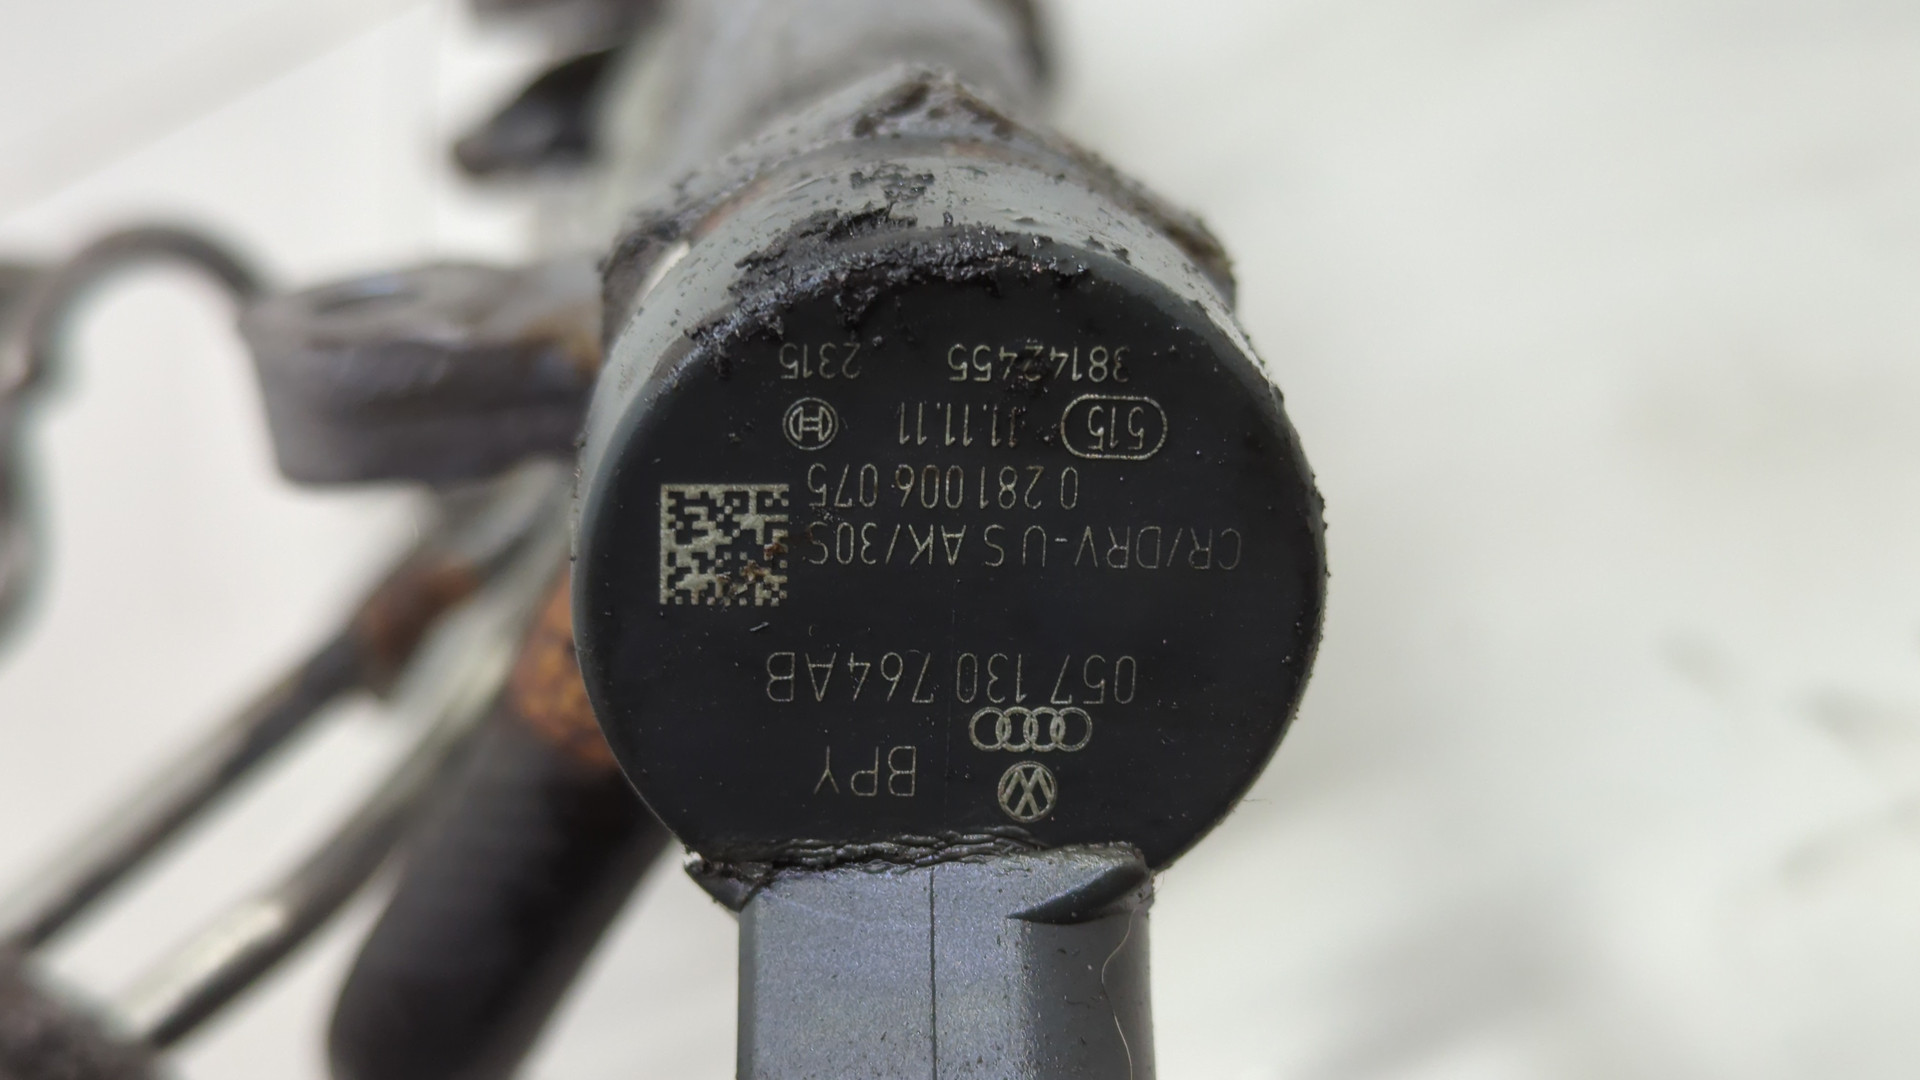 BPY
057 130 764AB
CR/DRV-U S AK/30S
0 281 006 075
515 11.11.11
38142455 2315